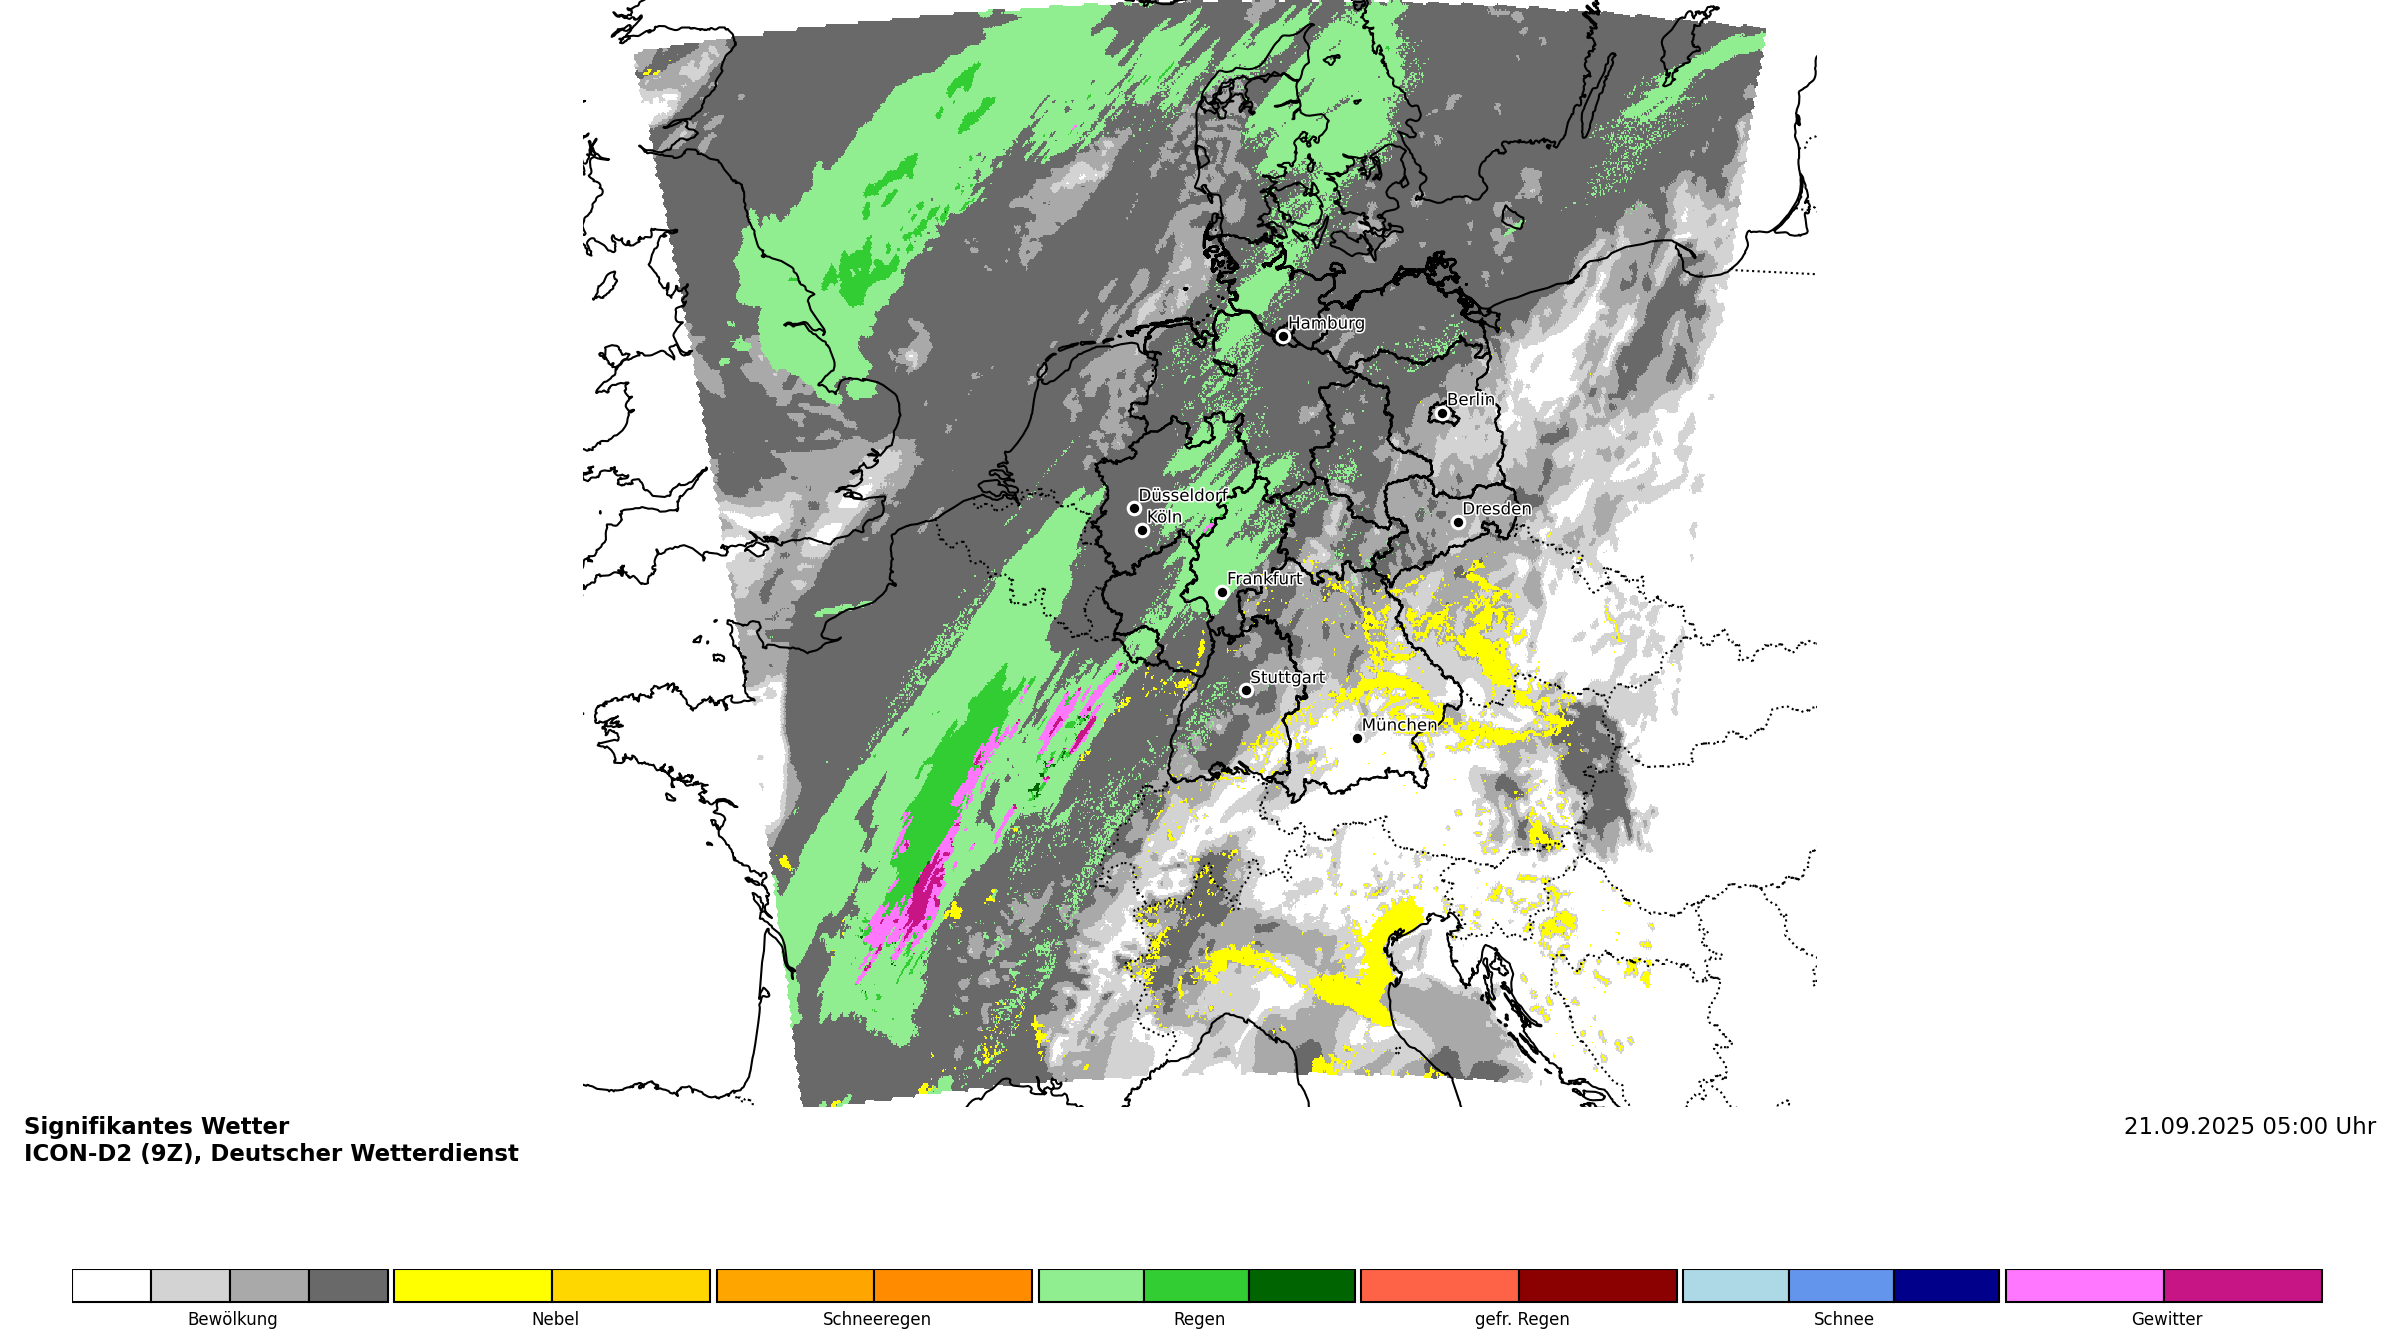 Hamburg
Berlin
Düsseldorf
Köln
Dresden
Frankfurt
Stuttgart
München
Signifikantes Wetter
ICON-D2 (9Z), Deutscher Wetterdienst
21.09.2025 05:00 Uhr
Bewölkung
Nebel
Schneeregen
Regen
gefr. Regen
Schnee
Gewitter